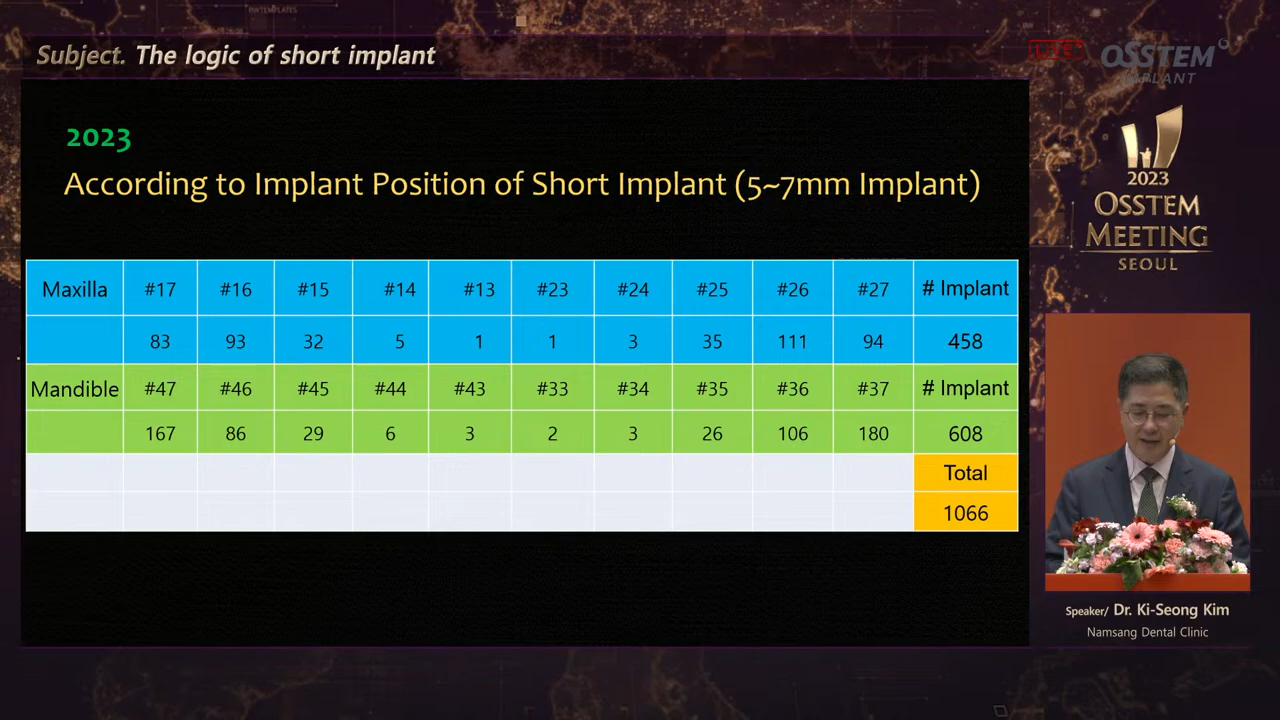 Subject. The logic of short implant
LIVE
OSSTEM
IMPLANT
2023
According to Implant Position of Short Implant (5~7mm Implant)
Maxilla #17 #16 #15 #14 #13 #23 #24 #25 #26 #27 # Implant
83 93 32 5 1 1 3 35 111 94 458
Mandible #47 #46 #45 #44 #43 #33 #34 #35 #36 #37 # Implant
167 86 29 6 3 2 3 26 106 180 608
Total
1066
2023
OSSTEM
MEETING
SEOUL
Speaker/ Dr. Ki-Seong Kim
Namsang Dental Clinic